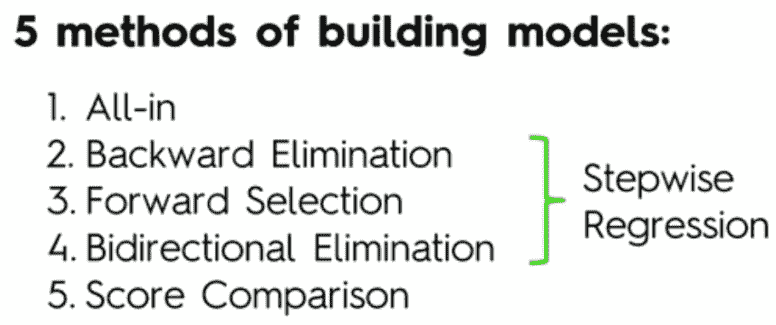 5 methods of building models:
1. All-in
2. Backward Elimination
3. Forward Selection
4. Bidirectional Elimination
5. Score Comparison
Stepwise
Regression